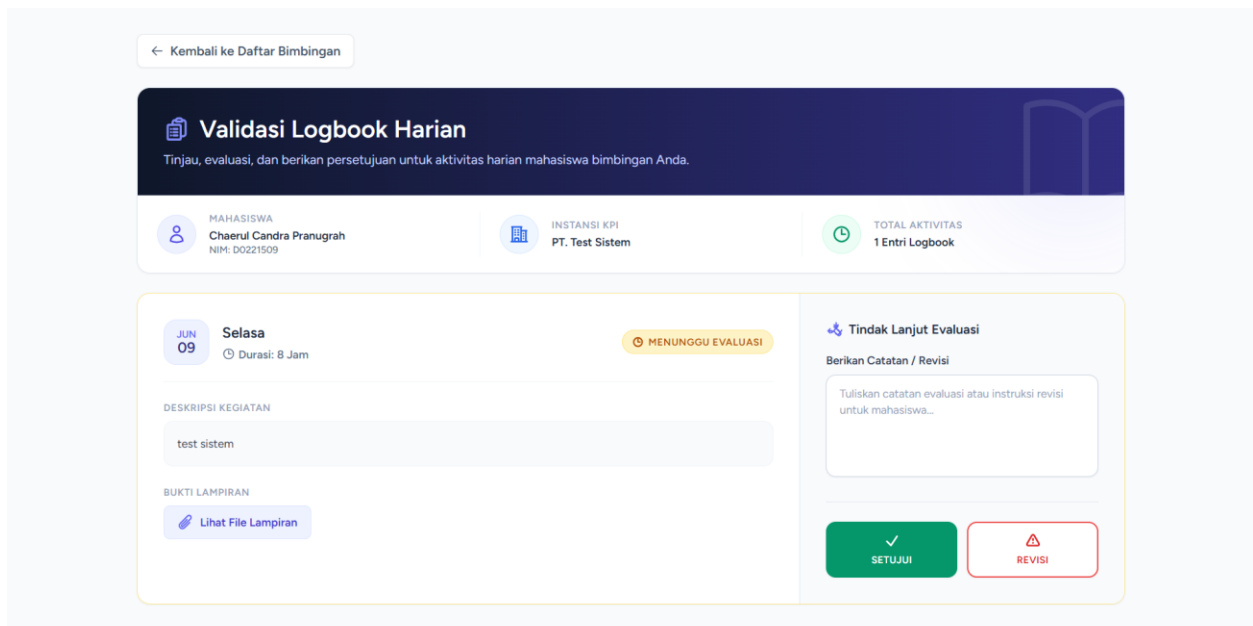 ← Kembali ke Daftar Bimbingan
Validasi Logbook Harian
Tinjau, evaluasi, dan berikan persetujuan untuk aktivitas harian mahasiswa bimbingan Anda.
MAHASISWA
Chaerul Candra Pranugrah
NIM: D0221509
INSTANSI KPI
PT. Test Sistem
TOTAL AKTIVITAS
1 Entri Logbook
JUN
09
Selasa
Durasi: 8 Jam
MENUNGGU EVALUASI
DESKRIPSI KEGIATAN
test sistem
BUKTI LAMPIRAN
Lihat File Lampiran
Tindak Lanjut Evaluasi
Berikan Catatan / Revisi
Tuliskan catatan evaluasi atau instruksi revisi
untuk mahasiswa...
SETUJUI
REVISI